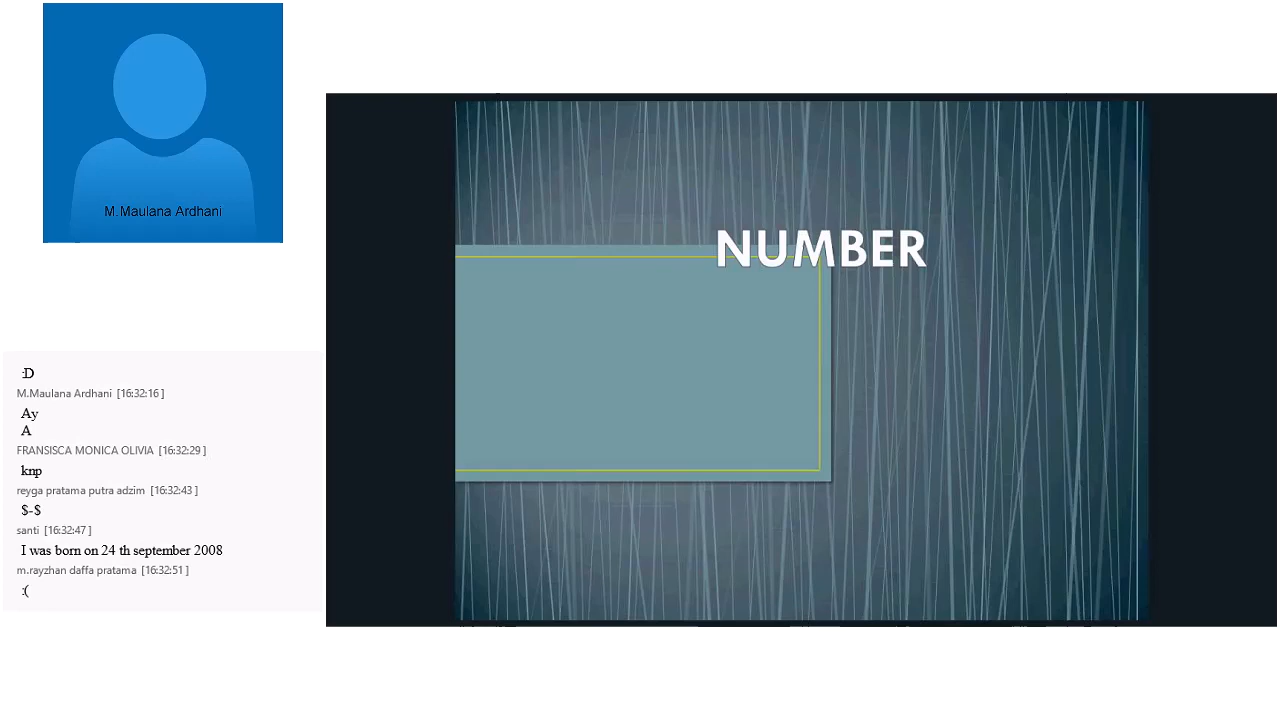 M.Maulana Ardhani
NUMBER
:D
M.Maulana Ardhani [16:32:16]
Ay
A
FRANSISCA MONICA OLIVIA [16:32:29]
knp
reyga pratama putra adzim [16:32:43]
$-$
santi [16:32:47]
I was born on 24 th september 2008
m.rayzhan daffa pratama [16:32:51]
:(